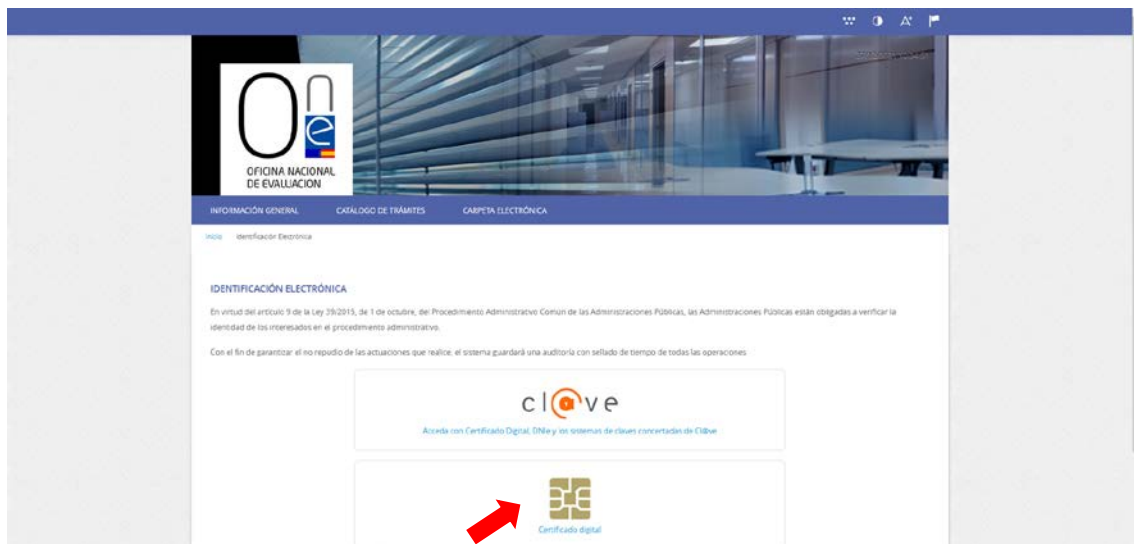 OFICINA NACIONAL
DE EVALUACIÓN
INFORMACIÓN GENERAL CATÁLOGO DE TRÁMITES CARPETA ELECTRÓNICA
Inicio Identificación Electrónica
IDENTIFICACIÓN ELECTRÓNICA
En virtud del artículo 9 de la Ley 39/2015, de 1 de octubre, del Procedimiento Administrativo Común de las Administraciones Públicas, las Administraciones Públicas están obligadas a verificar la
identidad de los interesados en el procedimiento administrativo.
Con el fin de garantizar el no repudio de las actuaciones que realice, el sistema guardará una auditoría con sellado de tiempo de todas las operaciones
cl@ve
Acceda con Certificado Digital, DNIe y los sistemas de claves concertadas de Cl@ve
Certificado digital